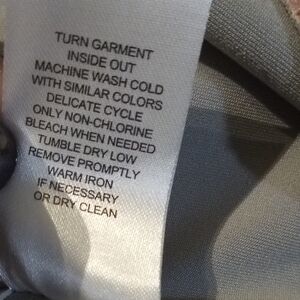 TURN GARMENT
INSIDE OUT
MACHINE WASH COLD
WITH SIMILAR COLORS
DELICATE CYCLE
ONLY NON-CHLORINE
BLEACH WHEN NEEDED
TUMBLE DRY LOW
REMOVE PROMPTLY
WARM IRON
IF NECESSARY
OR DRY CLEAN